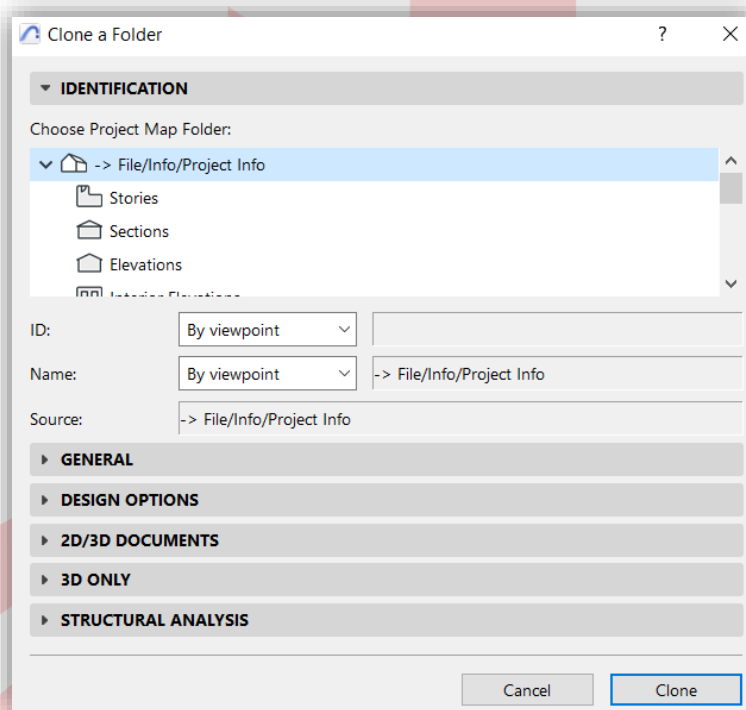 Clone a Folder ? ×
IDENTIFICATION
Choose Project Map Folder:
-> File/Info/Project Info
Stories
Sections
Elevations
Interior Elevations
ID: By viewpoint
Name: By viewpoint -> File/Info/Project Info
Source: -> File/Info/Project Info
GENERAL
DESIGN OPTIONS
2D/3D DOCUMENTS
3D ONLY
STRUCTURAL ANALYSIS
Cancel Clone